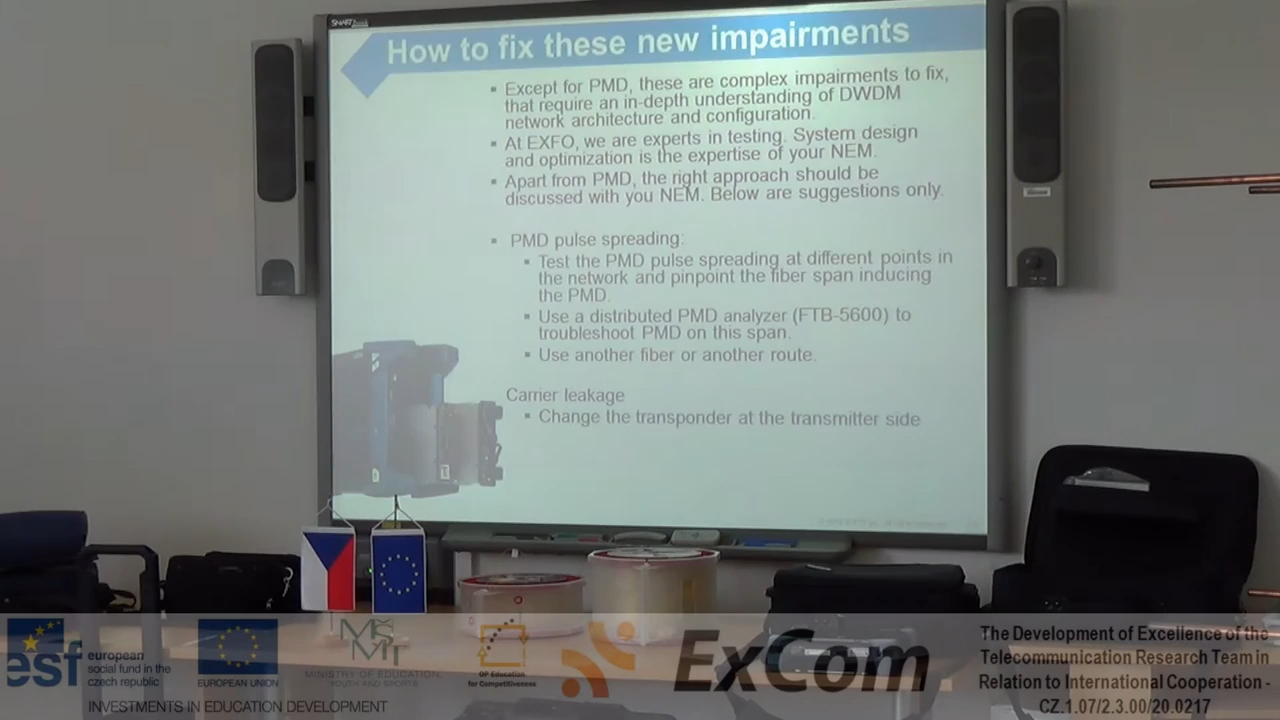 SMART
How to fix these new impairments
▪ Except for PMD, these are complex impairments to fix,
that require an in-depth understanding of DWDM
network architecture and configuration.
▪ At EXFO, we are experts in testing. System design
and optimization is the expertise of your NEM.
▪ Apart from PMD, the right approach should be
discussed with you NEM. Below are suggestions only.
▪ PMD pulse spreading:
▪ Test the PMD pulse spreading at different points in
the network and pinpoint the fiber span inducing
the PMD.
▪ Use a distributed PMD analyzer (FTB-5600) to
troubleshoot PMD on this span.
▪ Use another fiber or another route.
Carrier leakage
▪ Change the transponder at the transmitter side
esf
european
social fund in the
czech republic
EUROPEAN UNION
MŠMT
MINISTRY OF EDUCATION,
YOUTH AND SPORTS
OP Education
for Competitiveness
INVESTMENTS IN EDUCATION DEVELOPMENT
ExCom
The Development of Excellence of the
Telecommunication Research Team in
Relation to International Cooperation -
CZ.1.07/2.3.00/20.0217